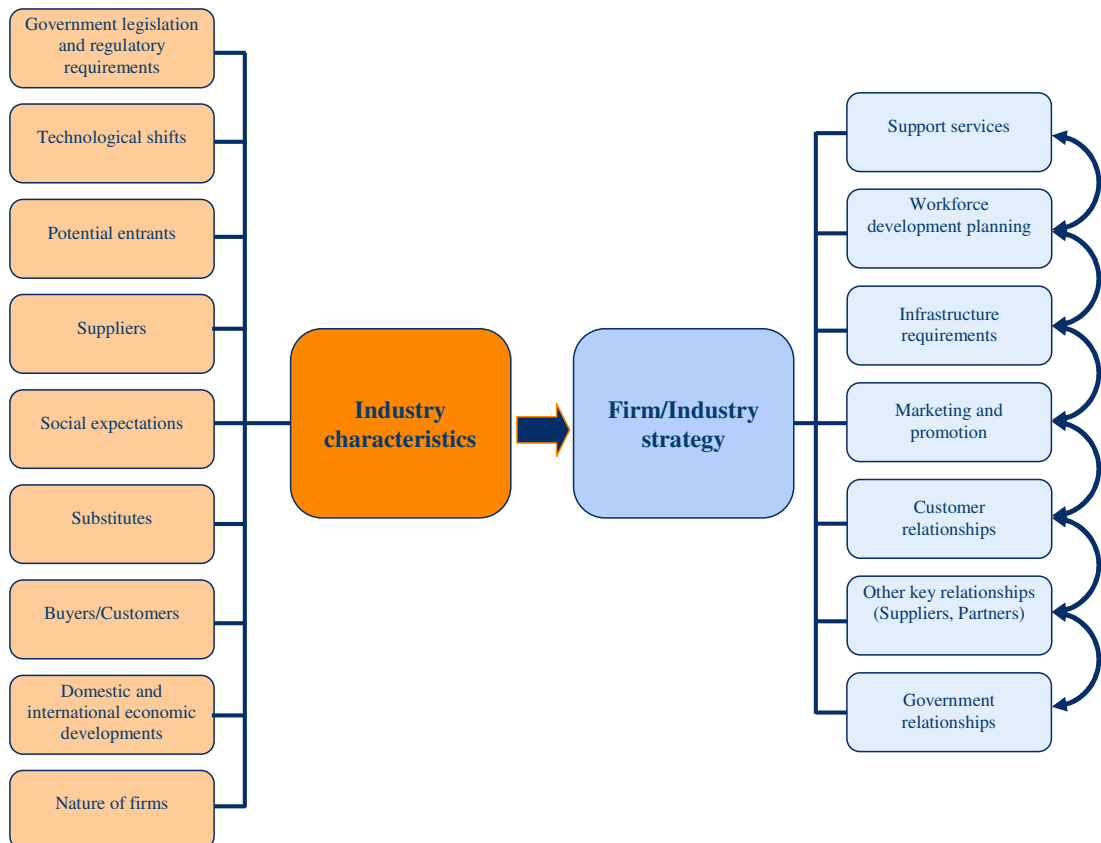 Government legislation
and regulatory
requirements
Technological shifts
Potential entrants
Suppliers
Social expectations
Substitutes
Buyers/Customers
Domestic and
international economic
developments
Nature of firms
Industry
characteristics
Firm/Industry
strategy
Support services
Workforce
development planning
Infrastructure
requirements
Marketing and
promotion
Customer
relationships
Other key relationships
(Suppliers, Partners)
Government
relationships